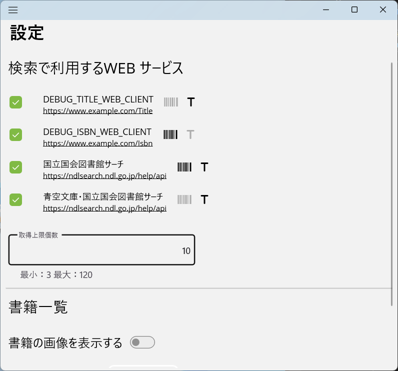 設定
検索で利用するWEB サービス
DEBUG_TITLE_WEB_CLIENT T
https://www.example.com/Title
DEBUG_ISBN_WEB_CLIENT T
https://www.example.com/Isbn
国立国会図書館サーチ T
https://ndlsearch.ndl.go.jp/help/api
青空文庫・国立国会図書館サーチ T
https://ndlsearch.ndl.go.jp/help/api
取得上限個数
10
最小：3 最大：120
書籍一覧
書籍の画像を表示する